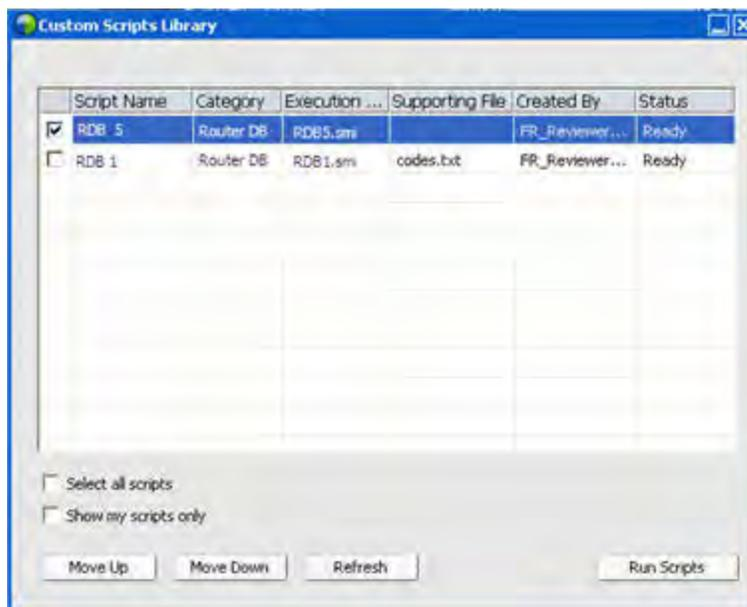 Custom Scripts Library
Script Name Category Execution ... Supporting File Created By Status
RDB 5 Router DB RDB5.smi FR_Reviewer... Ready
RDB 1 Router DB RDB1.smi codes.txt FR_Reviewer... Ready
Select all scripts
Show my scripts only
Move Up Move Down Refresh Run Scripts